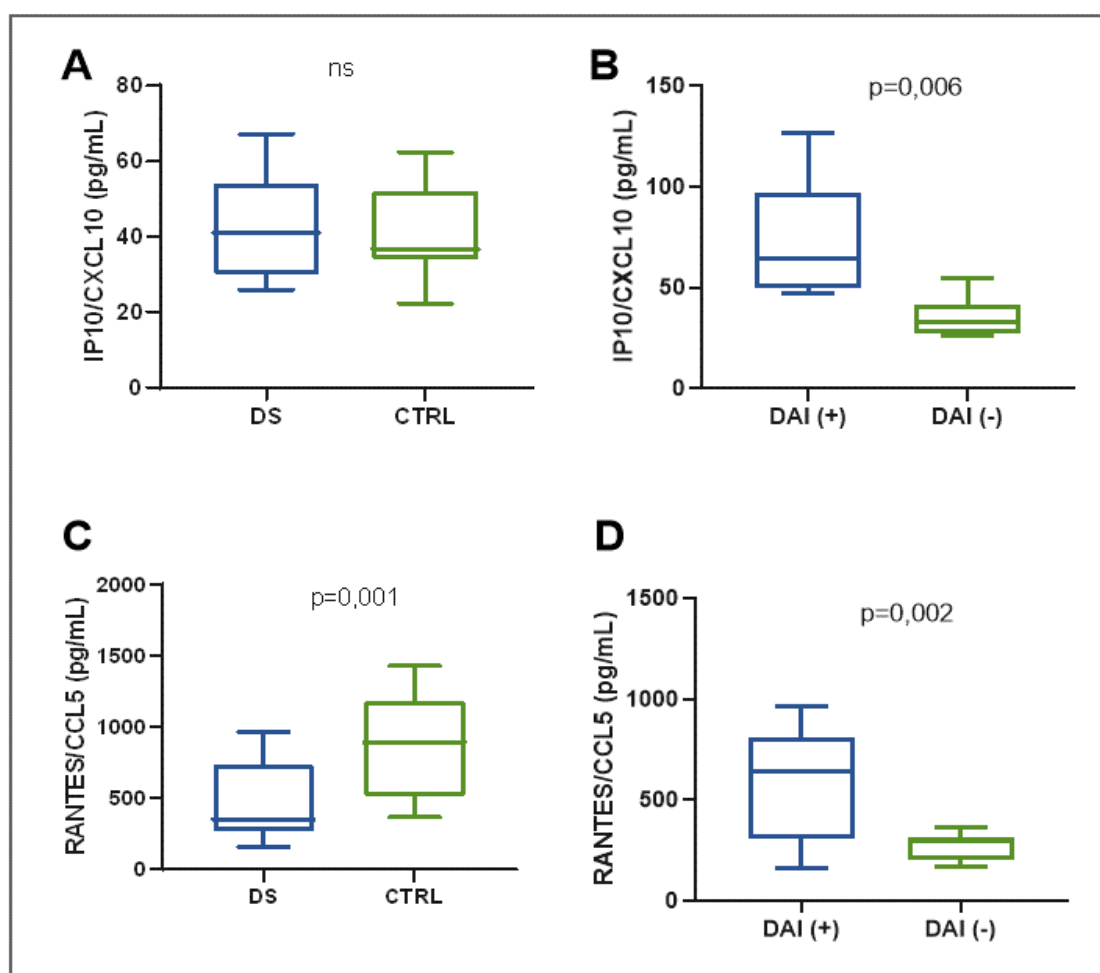 A
ns
IP10/CXCL10 (pg/mL)
80
60
40
20
0
DS CTRL
B
p=0,006
IP10/CXCL10 (pg/mL)
150
100
50
0
DAI (+) DAI (-)
C
p=0,001
RANTES/CCL5 (pg/mL)
2000
1500
1000
500
0
DS CTRL
D
p=0,002
RANTES/CCL5 (pg/mL)
1500
1000
500
0
DAI (+) DAI (-)